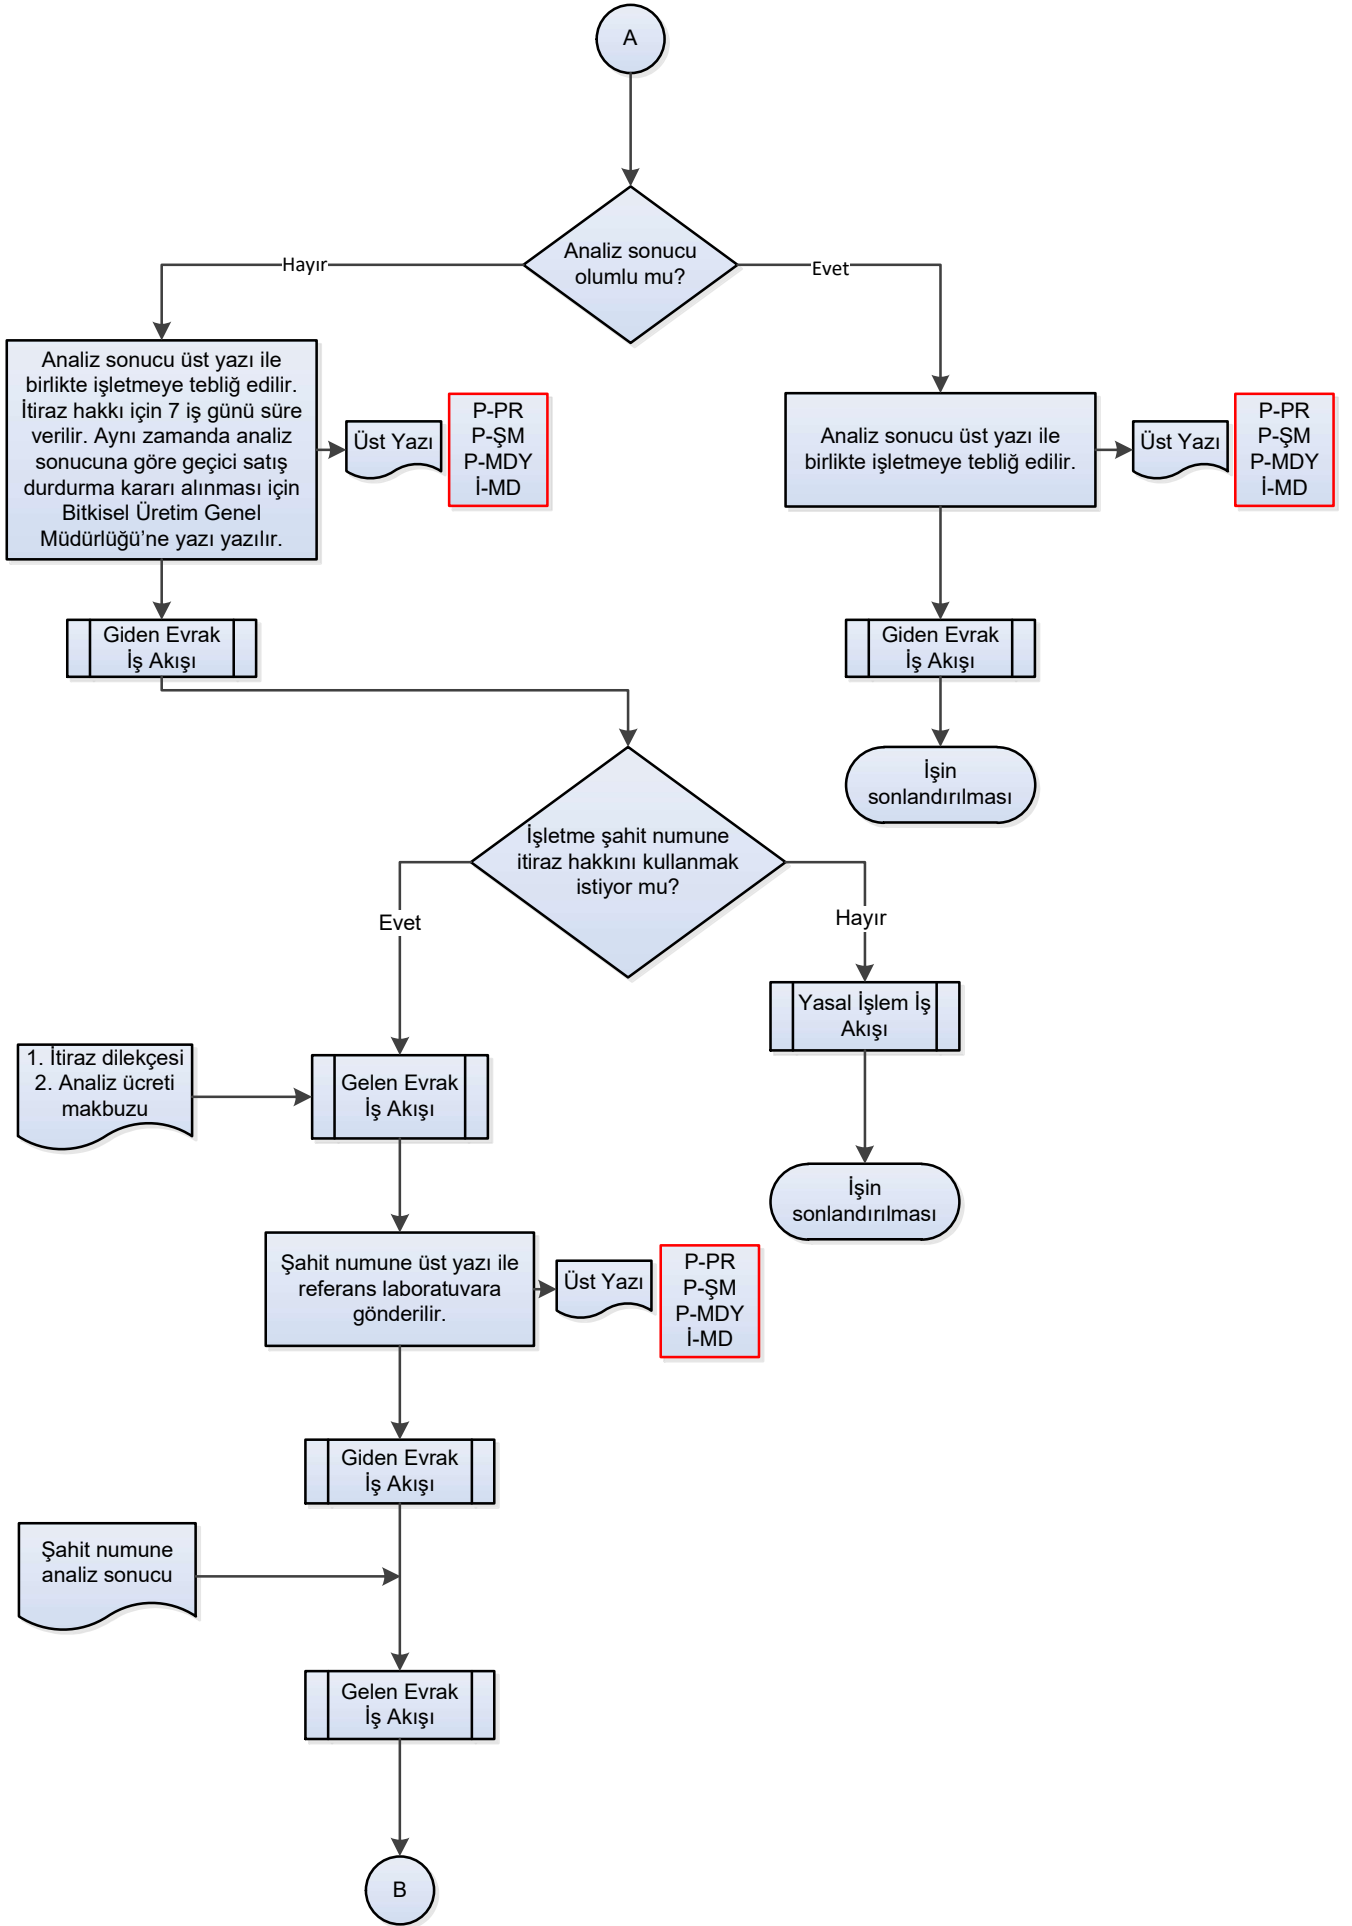 A
Analiz sonucu
olumlu mu?
Hayır
Evet
Analiz sonucu üst yazı ile
birlikte işletmeye tebliğ edilir.
İtiraz hakkı için 7 iş günü süre
verilir. Aynı zamanda analiz
sonucuna göre geçici satış
durdurma kararı alınması için
Bitkisel Üretim Genel
Müdürlüğü’ne yazı yazılır.
Üst Yazı
P-PR
P-ŞM
P-MDY
İ-MD
Analiz sonucu üst yazı ile
birlikte işletmeye tebliğ edilir.
Üst Yazı
P-PR
P-ŞM
P-MDY
İ-MD
Giden Evrak
İş Akışı
Giden Evrak
İş Akışı
İşin
sonlandırılması
İşletme şahit numune
itiraz hakkını kullanmak
istiyor mu?
Evet
Hayır
Yasal İşlem İş
Akışı
1. İtiraz dilekçesi
2. Analiz ücreti
makbuzu
Gelen Evrak
İş Akışı
İşin
sonlandırılması
Şahit numune üst yazı ile
referans laboratuvara
gönderilir.
Üst Yazı
P-PR
P-ŞM
P-MDY
İ-MD
Giden Evrak
İş Akışı
Şahit numune
analiz sonucu
Gelen Evrak
İş Akışı
B